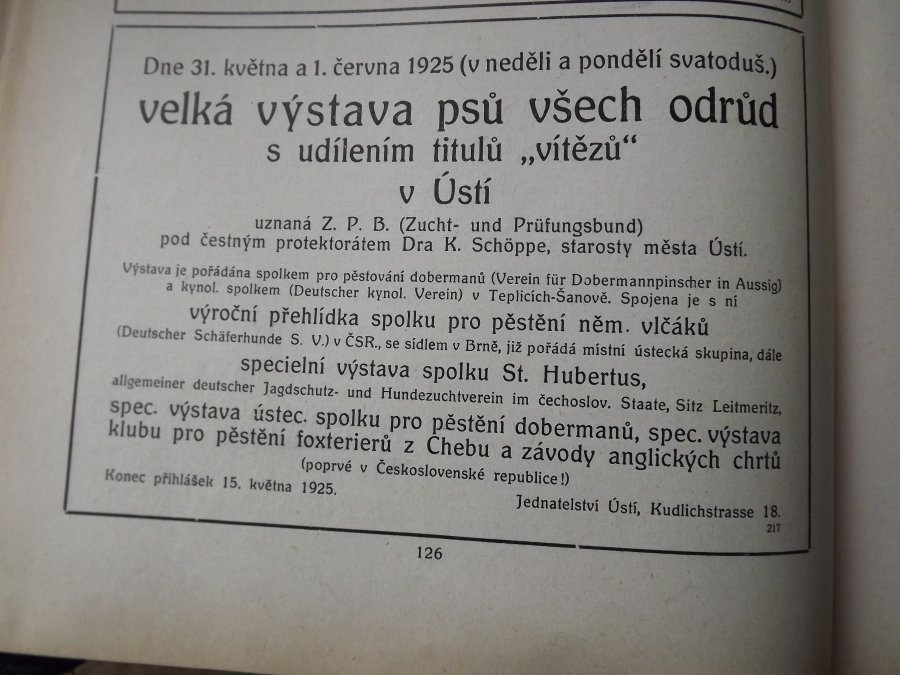 Dne 31. května a 1. června 1925 (v neděli a pondělí svatoduš.)
velká výstava psů všech odrůd
s udílením titulů „vítězů“
v Ústí
uznaná Z. P. B. (Zucht- und Prüfungsbund)
pod čestným protektorátem Dra K. Schöppe, starosty města Ústí.
Výstava je pořádána spolkem pro pěstování dobermanů (Verein für Dobermannpinscher in Aussig)
a kynol. spolkem (Deutscher kynol. Verein) v Teplicích-Šanově. Spojena je s ní
výroční přehlídka spolku pro pěstění něm. vlčáků
(Deutscher Schäferhunde S. V.) v ČSR., se sídlem v Brně, již pořádá místní ústecká skupina, dále
specielní výstava spolku St. Hubertus,
allgemeiner deutscher Jagdschutz- und Hundezuchtverein im čechoslov. Staate, Sitz Leitmeritz,
spec. výstava ústec. spolku pro pěstění dobermanů, spec. výstava
klubu pro pěstění foxterierů z Chebu a závody anglických chrtů
(poprvé v Československé republice!)
Konec přihlášek 15. května 1925.
Jednatelství Ústí, Kudlichstrasse 18.
217
126